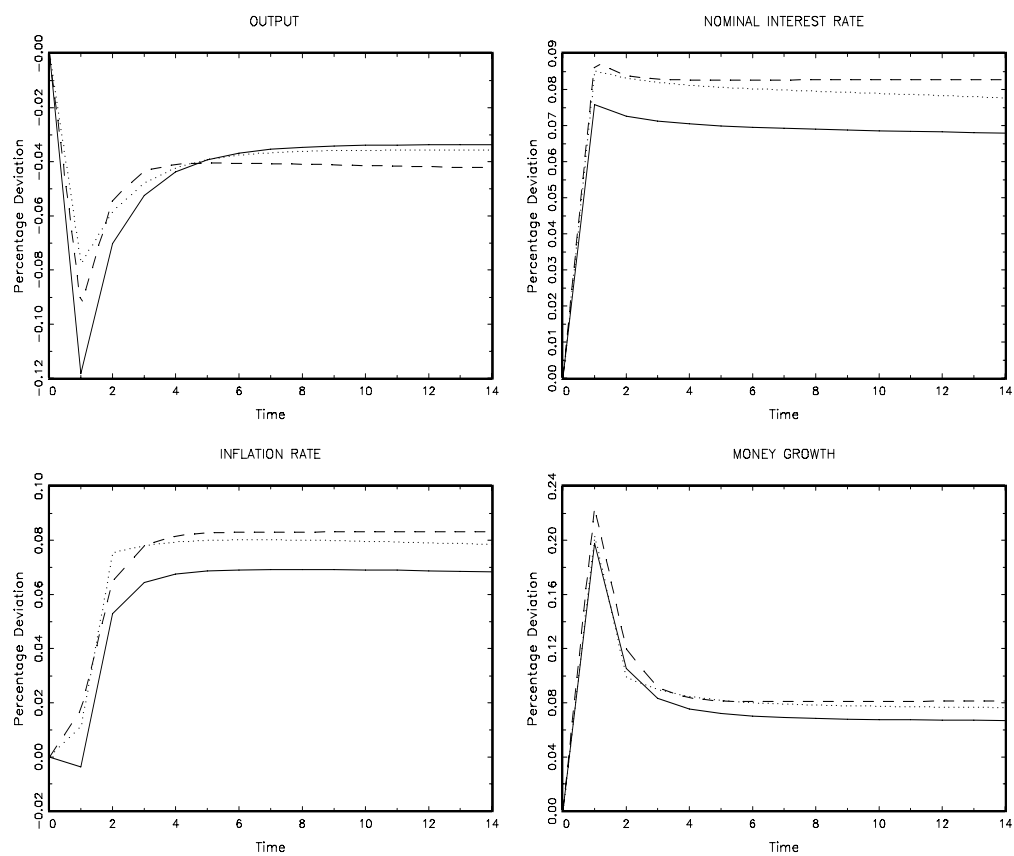 OUTPUT
Percentage Deviation
-0.00
-0.02
-0.04
-0.06
-0.08
-0.10
-0.12
0 2 4 6 8 10 12 14
Time
NOMINAL INTEREST RATE
Percentage Deviation
0.09
0.08
0.07
0.06
0.05
0.04
0.03
0.02
0.01
0.00
0 2 4 6 8 10 12 14
Time
INFLATION RATE
Percentage Deviation
0.10
0.08
0.06
0.04
0.02
0.00
-0.02
0 2 4 6 8 10 12 14
Time
MONEY GROWTH
Percentage Deviation
0.24
0.20
0.16
0.12
0.08
0.04
0.00
0 2 4 6 8 10 12 14
Time